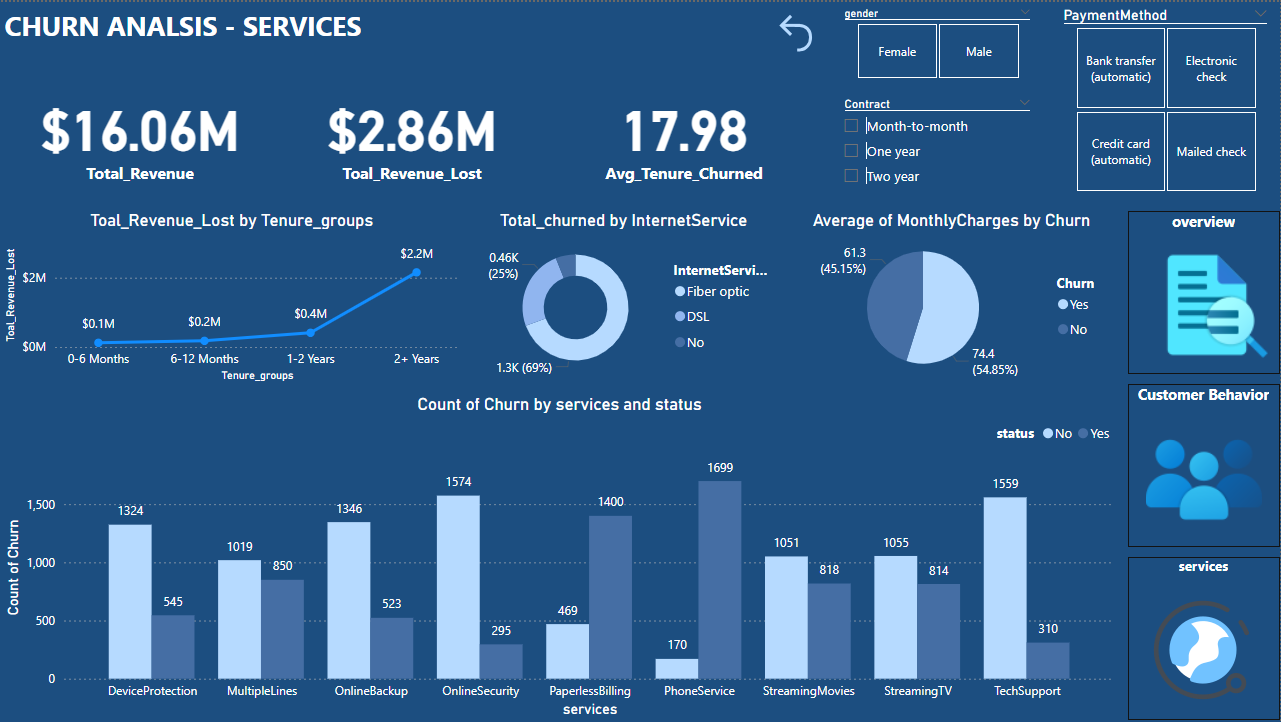 CHURN ANALSIS - SERVICES
gender
Female
Male
PaymentMethod
Bank transfer
(automatic)
Electronic
check
Credit card
(automatic)
Mailed check
Contract
Month-to-month
One year
Two year
$16.06M
Total_Revenue
$2.86M
Toal_Revenue_Lost
17.98
Avg_Tenure_Churned
Toal_Revenue_Lost by Tenure_groups
Toal_Revenue_Lost
$2M
$0M
$0.1M
$0.2M
$0.4M
$2.2M
0-6 Months
6-12 Months
1-2 Years
2+ Years
Tenure_groups
Total_churned by InternetService
0.46K
(25%)
1.3K (69%)
InternetServi...
Fiber optic
DSL
No
Average of MonthlyCharges by Churn
61.3
(45.15%)
74.4
(54.85%)
Churn
Yes
No
overview
Customer Behavior
services
Count of Churn by services and status
status
No
Yes
Count of Churn
1,500
1,000
500
0
1324
545
1019
850
1346
523
1574
295
469
1400
170
1699
1051
818
1055
814
1559
310
DeviceProtection
MultipleLines
OnlineBackup
OnlineSecurity
PaperlessBilling
PhoneService
StreamingMovies
StreamingTV
TechSupport
services